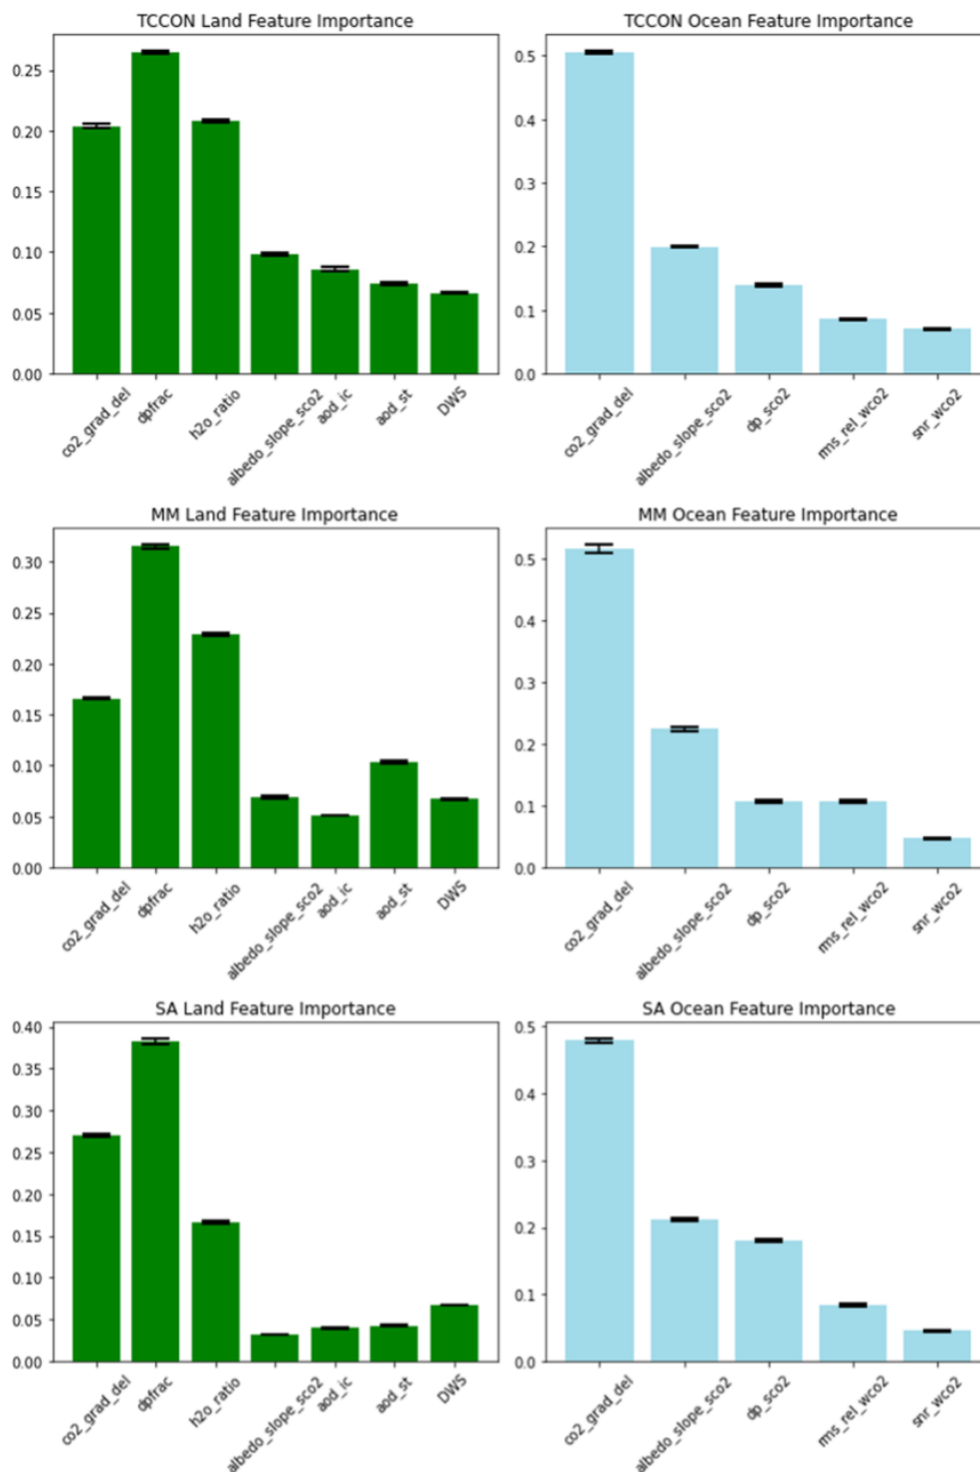 TCCON Land Feature Importance
0.25
0.20
0.15
0.10
0.05
0.00
co2_grad_del
dpfrac
h2o_ratio
albedo_slope_sco2
aod_ic
aod_st
DWS
TCCON Ocean Feature Importance
0.5
0.4
0.3
0.2
0.1
0.0
co2_grad_del
albedo_slope_sco2
dp_sco2
rms_rel_wco2
snr_wco2
MM Land Feature Importance
0.30
0.25
0.20
0.15
0.10
0.05
0.00
co2_grad_del
dpfrac
h2o_ratio
albedo_slope_sco2
aod_ic
aod_st
DWS
MM Ocean Feature Importance
0.5
0.4
0.3
0.2
0.1
0.0
co2_grad_del
albedo_slope_sco2
dp_sco2
rms_rel_wco2
snr_wco2
SA Land Feature Importance
0.40
0.35
0.30
0.25
0.20
0.15
0.10
0.05
0.00
co2_grad_del
dpfrac
h2o_ratio
albedo_slope_sco2
aod_ic
aod_st
DWS
SA Ocean Feature Importance
0.5
0.4
0.3
0.2
0.1
0.0
co2_grad_del
albedo_slope_sco2
dp_sco2
rms_rel_wco2
snr_wco2